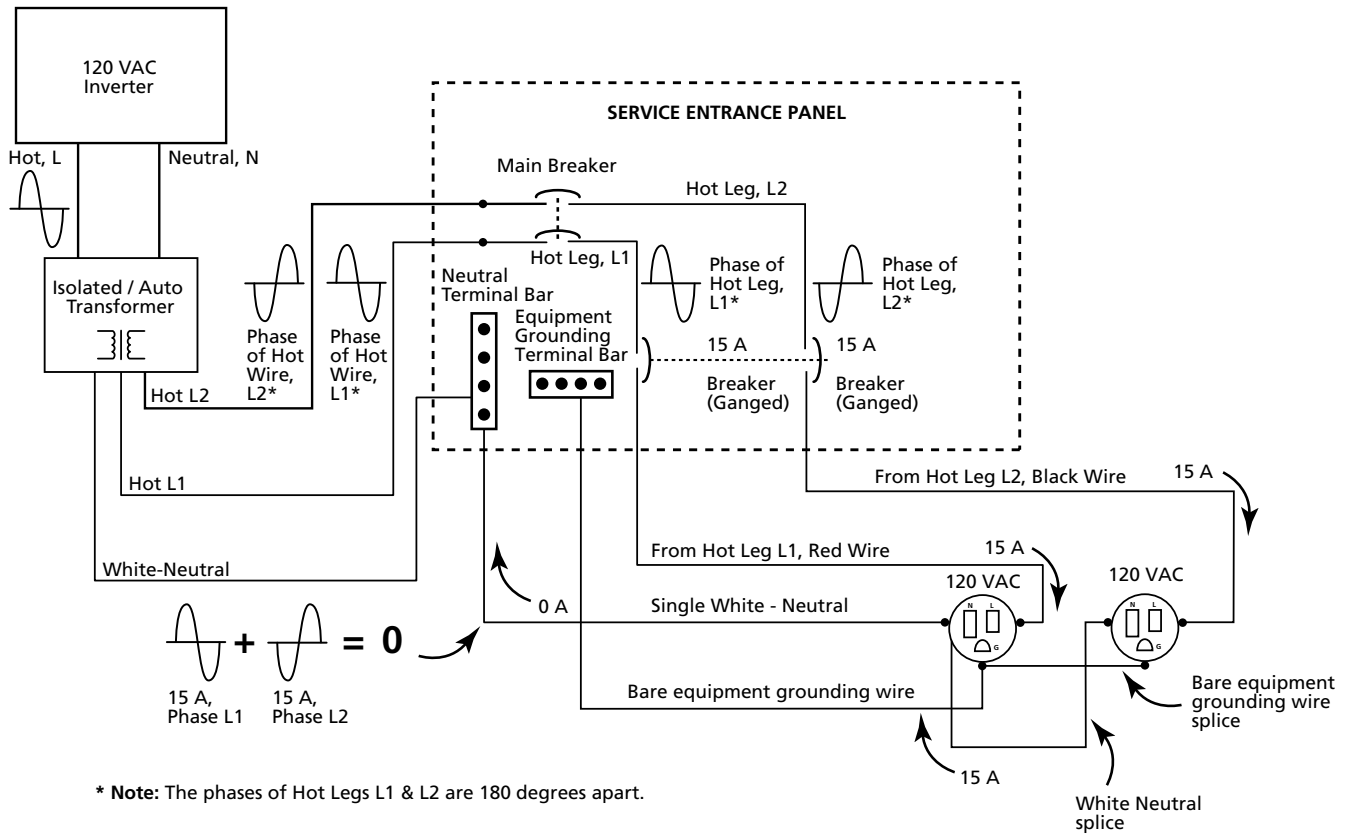 120 VAC
Inverter
Hot, L
Neutral, N
SERVICE ENTRANCE PANEL
Main Breaker
Hot Leg, L2
Hot Leg, L1
Isolated / Auto
Transformer
Phase
of Hot
Wire,
L2*
Phase
of Hot
Wire,
L1*
Neutral
Terminal Bar
Equipment
Grounding
Terminal Bar
Phase of
Hot Leg,
L1*
Phase of
Hot Leg,
L2*
15 A
Breaker
(Ganged)
15 A
Breaker
(Ganged)
Hot L2
Hot L1
White-Neutral
From Hot Leg L2, Black Wire
15 A
From Hot Leg L1, Red Wire
15 A
120 VAC
N L
G
120 VAC
N L
G
0 A
Single White - Neutral
+
= 0
15 A,
Phase L1
15 A,
Phase L2
Bare equipment grounding wire
Bare equipment
grounding wire
splice
15 A
White Neutral
splice
* Note: The phases of Hot Legs L1 & L2 are 180 degrees apart.